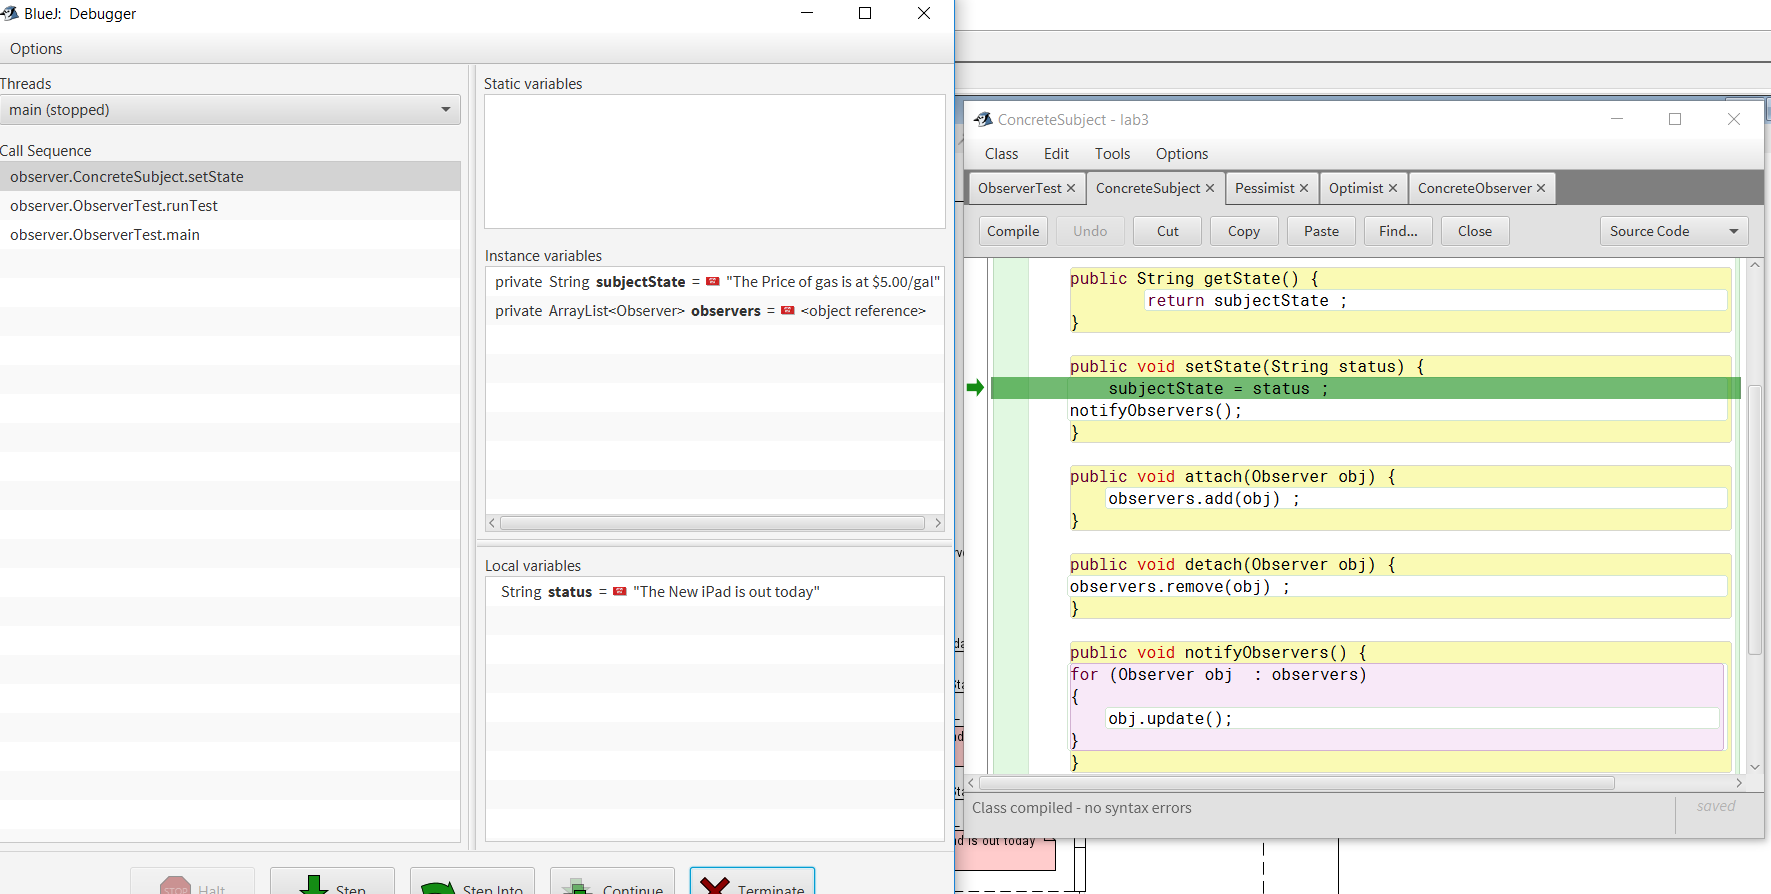 BlueJ: Debugger
Options
Threads
main (stopped)
Call Sequence
observer.ConcreteSubject.setState
observer.ObserverTest.runTest
observer.ObserverTest.main
Static variables
Instance variables
private String subjectState = "The Price of gas is at $5.00/gal"
private ArrayList<Observer> observers = <object reference>
Local variables
String status = "The New iPad is out today"
STOP Halt
Step
Step Into
Continue
Terminate
ConcreteSubject - lab3
Class Edit Tools Options
ObserverTest × ConcreteSubject × Pessimist × Optimist × ConcreteObserver ×
Compile Undo Cut Copy Paste Find... Close Source Code
public String getState() {
return subjectState ;
}
public void setState(String status) {
subjectState = status ;
notifyObservers();
}
public void attach(Observer obj) {
observers.add(obj) ;
}
public void detach(Observer obj) {
observers.remove(obj) ;
}
public void notifyObservers() {
for (Observer obj : observers)
{
obj.update();
}
}
Class compiled - no syntax errors
saved
is out today